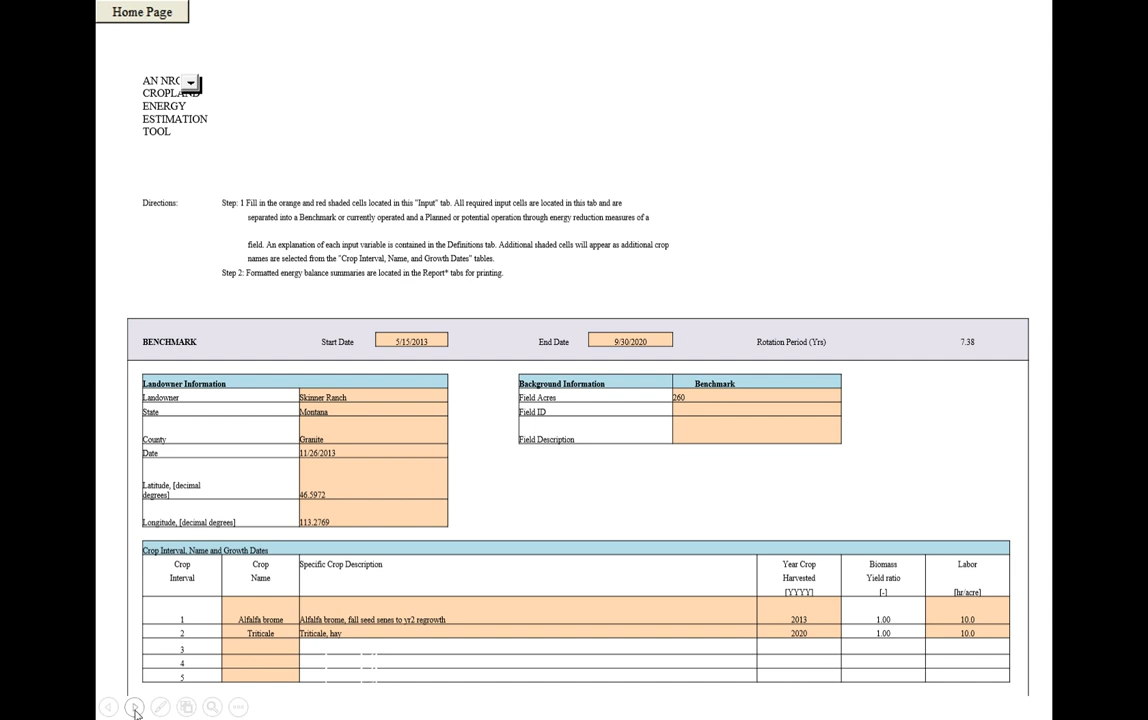 Home Page
AN NRC
CROPLAND
ENERGY
ESTIMATION
TOOL
Directions:
Step: 1 Fill in the orange and red shaded cells located in this "Input" tab. All required input cells are located in this tab and are
separated into a Benchmark or currently operated and a Planned or potential operation through energy reduction measures of a
field. An explanation of each input variable is contained in the Definitions tab. Additional shaded cells will appear as additional crop
names are selected from the "Crop Interval, Name, and Growth Dates" tables.
Step 2: Formatted energy balance summaries are located in the Report* tabs for printing.
BENCHMARK Start Date 5/15/2013 End Date 9/30/2020 Rotation Period (Yrs) 7.38
Landowner Information
Landowner Skinner Ranch
State Montana
County Granite
Date 11/26/2013
Latitude, [decimal
degrees] 46.5972
Longitude, [decimal degrees] 113.2769
Background Information Benchmark
Field Acres 260
Field ID
Field Description
Crop Interval, Name and Growth Dates
Crop Crop Specific Crop Description Year Crop Biomass Labor
Interval Name Harvested Yield ratio
[YYYY] [-] [hr/acre]
1 Alfalfa brome Alfalfa brome, fall seed senes to yr2 regrowth 2013 1.00 10.0
2 Triticale Triticale, hay 2020 1.00 10.0
3
4
5